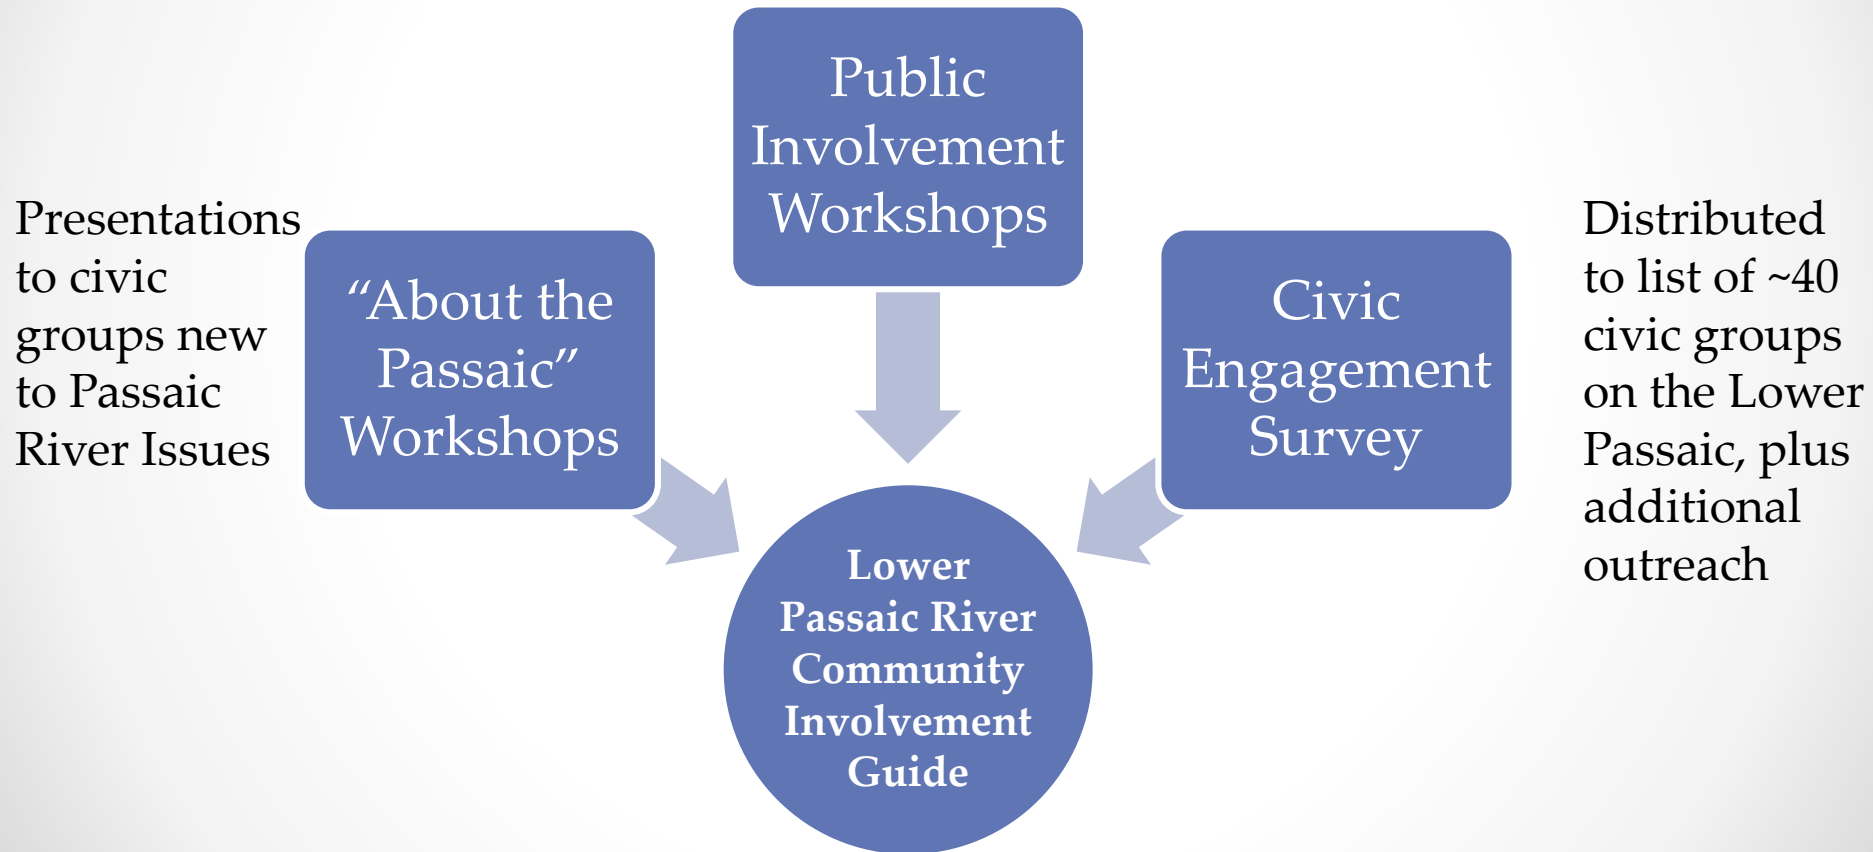 Public
Involvement
Workshops
Presentations
to civic
groups new
to Passaic
River Issues
“About the
Passaic”
Workshops
Civic
Engagement
Survey
Distributed
to list of ~40
civic groups
on the Lower
Passaic, plus
additional
outreach
Lower
Passaic River
Community
Involvement
Guide